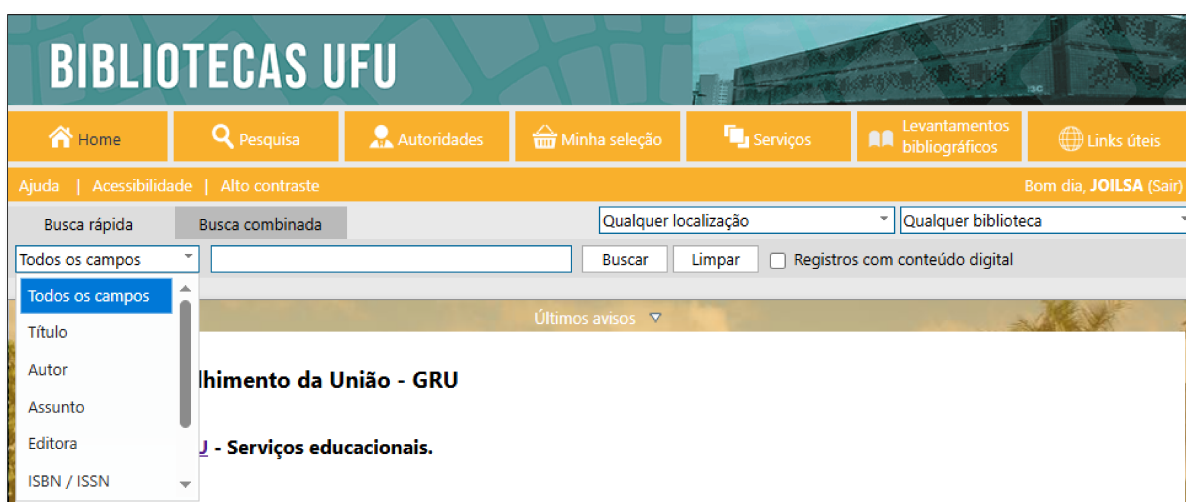 BIBLIOTECAS UFU
Home
Pesquisa
Autoridades
Minha seleção
Serviços
Levantamentos
bibliográficos
Links úteis
Ajuda | Acessibilidade | Alto contraste
Bom dia, JOILSA (Sair)
Busca rápida
Busca combinada
Qualquer localização
Qualquer biblioteca
Todos os campos
Buscar
Limpar
Registros com conteúdo digital
Últimos avisos
Todos os campos
Título
Autor
Assunto
Editora
ISBN / ISSN
lhimento da União - GRU
U - Serviços educacionais.